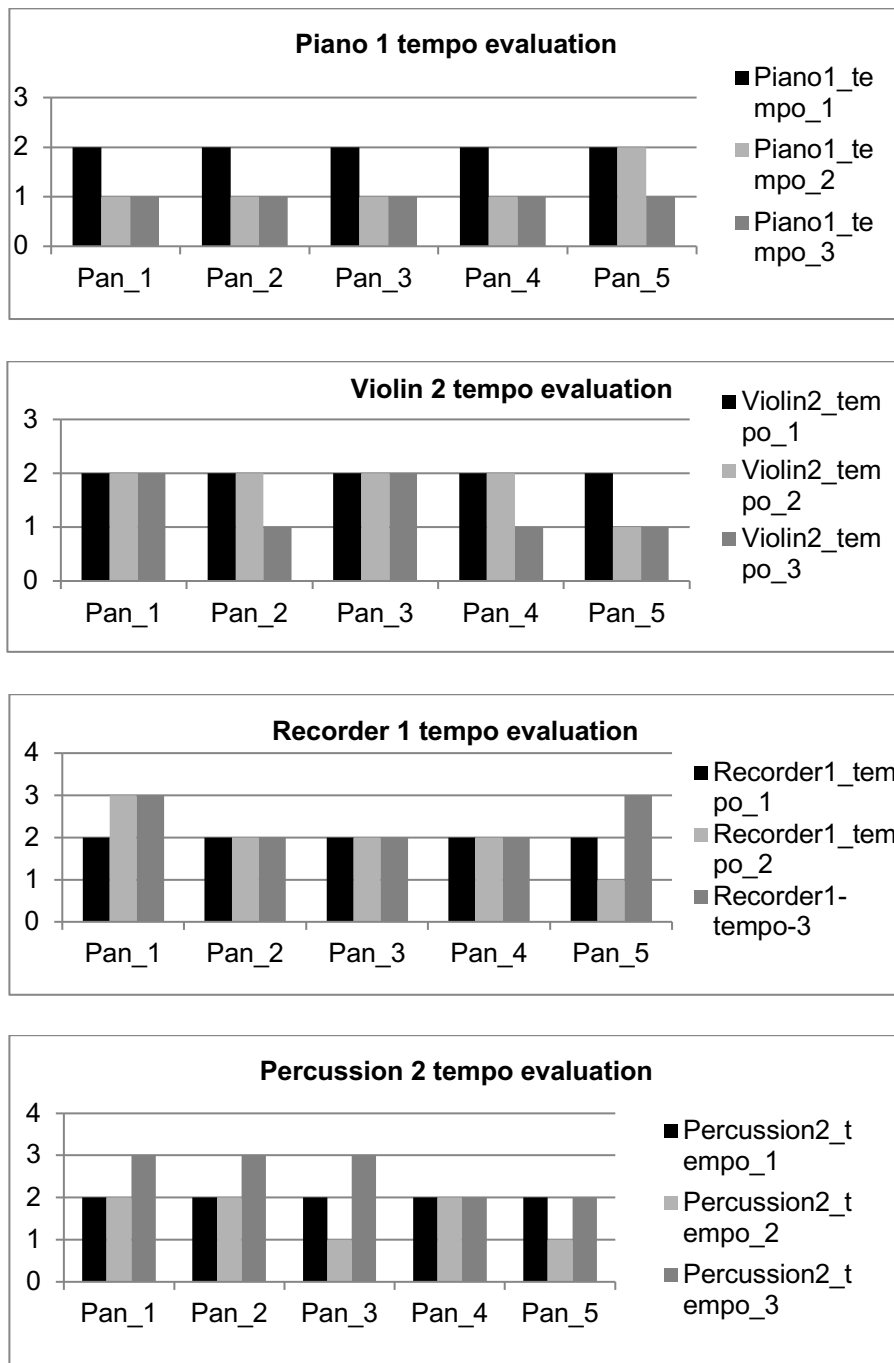 Piano 1 tempo evaluation
3
2
1
0
Pan_1 Pan_2 Pan_3 Pan_4 Pan_5
Piano1_te
mpo_1
Piano1_te
mpo_2
Piano1_te
mpo_3
Violin 2 tempo evaluation
3
2
1
0
Pan_1 Pan_2 Pan_3 Pan_4 Pan_5
Violin2_tem
po_1
Violin2_tem
po_2
Violin2_tem
po_3
Recorder 1 tempo evaluation
4
3
2
1
0
Pan_1 Pan_2 Pan_3 Pan_4 Pan_5
Recorder1_tem
po_1
Recorder1_tem
po_2
Recorder1-
tempo-3
Percussion 2 tempo evaluation
4
3
2
1
0
Pan_1 Pan_2 Pan_3 Pan_4 Pan_5
Percussion2_t
empo_1
Percussion2_t
empo_2
Percussion2_t
empo_3